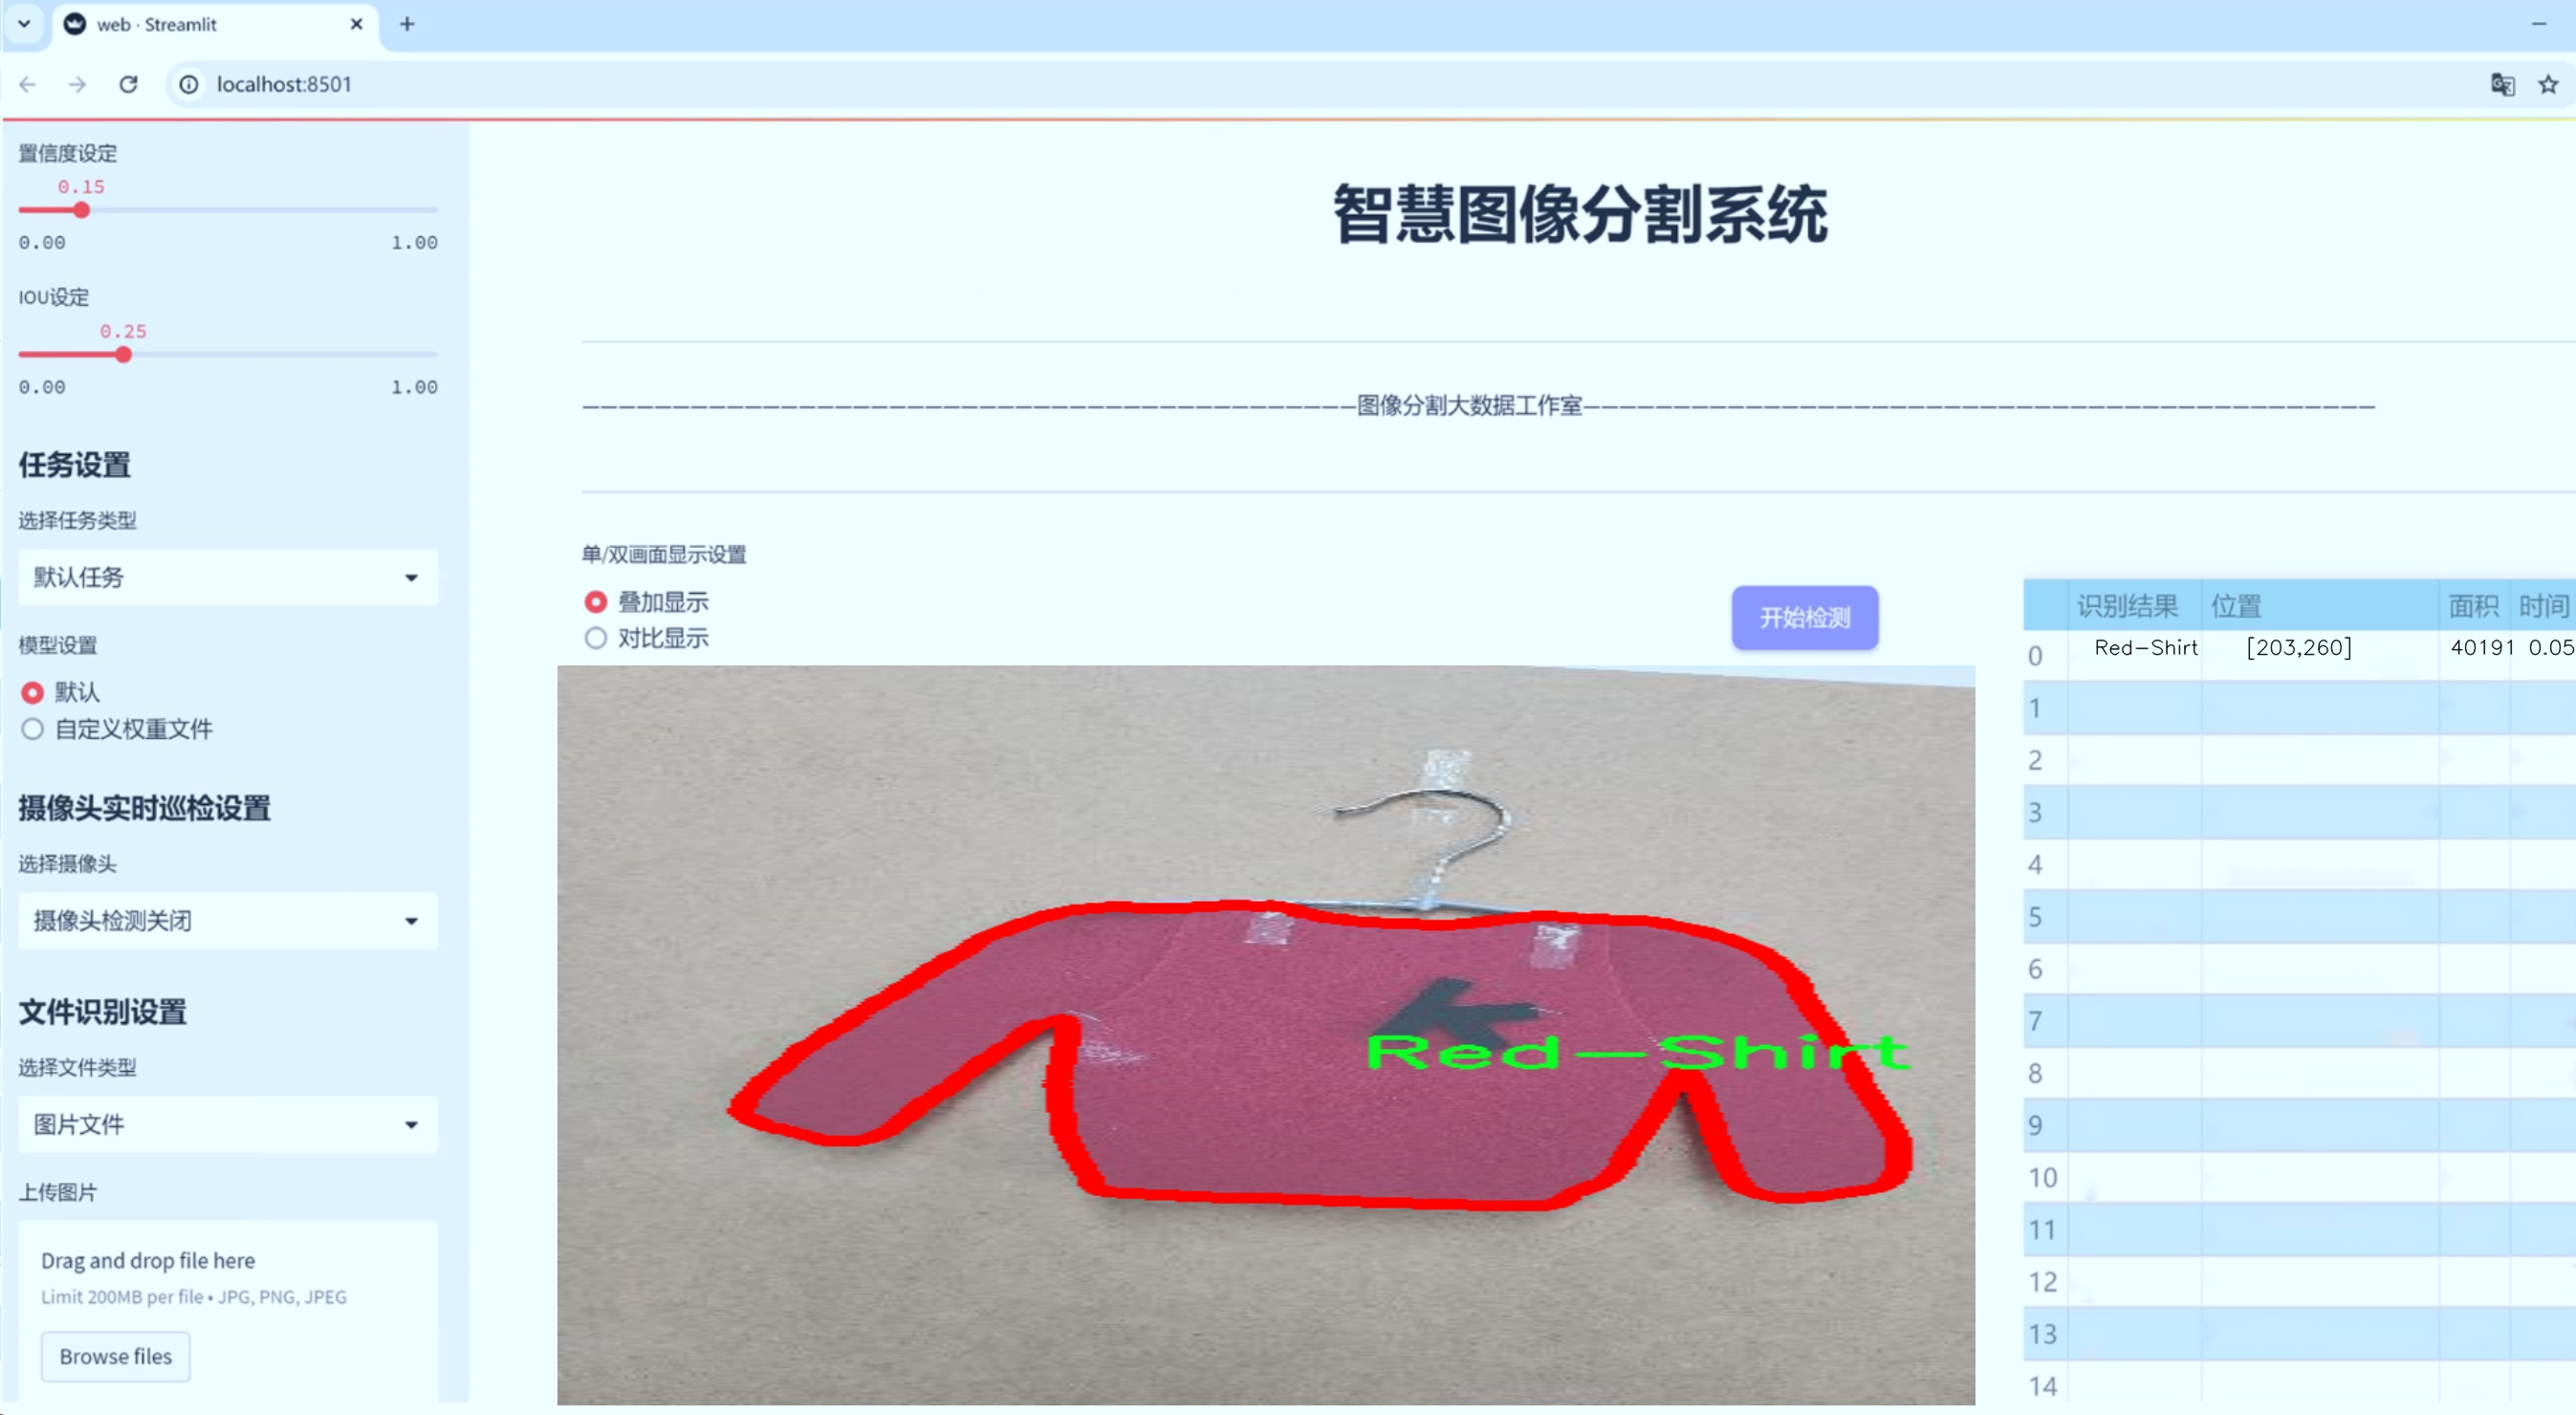 web · Streamlit
localhost:8501
置信度设定
0.15
0.00 1.00
IOU设定
0.25
0.00 1.00
任务设置
选择任务类型
默认任务
模型设置
默认
自定义权重文件
摄像头实时巡检设置
选择摄像头
摄像头检测关闭
文件识别设置
选择文件类型
图片文件
上传图片
Drag and drop file here
Limit 200MB per file • JPG, PNG, JPEG
Browse files
智慧图像分割系统
———————————————————————————————————————————图像分割大数据工作室————————————————————————————————————————————
单/双画面显示设置
叠加显示
对比显示
开始检测
Red-Shirt
识别结果 位置 面积 时间
0 Red-Shirt [203,260] 40191 0.05
1
2
3
4
5
6
7
8
9
10
11
12
13
14